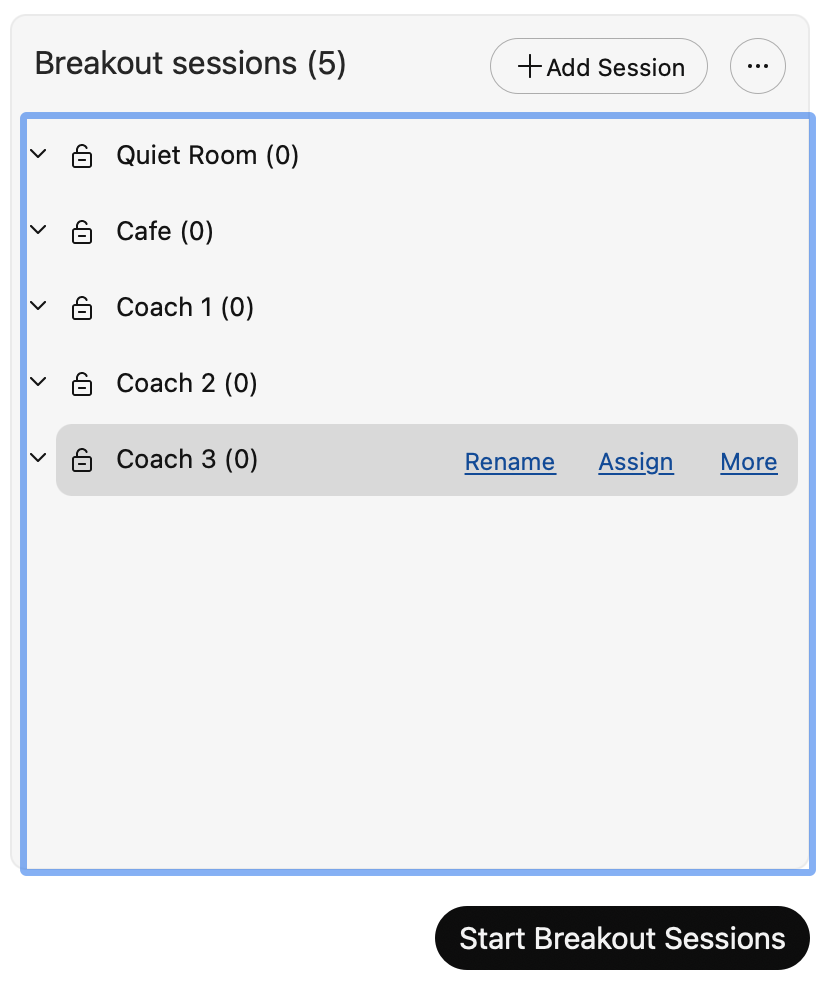 Breakout sessions (5)
+ Add Session
...
Quiet Room (0)
Cafe (0)
Coach 1 (0)
Coach 2 (0)
Coach 3 (0) Rename Assign More
Start Breakout Sessions